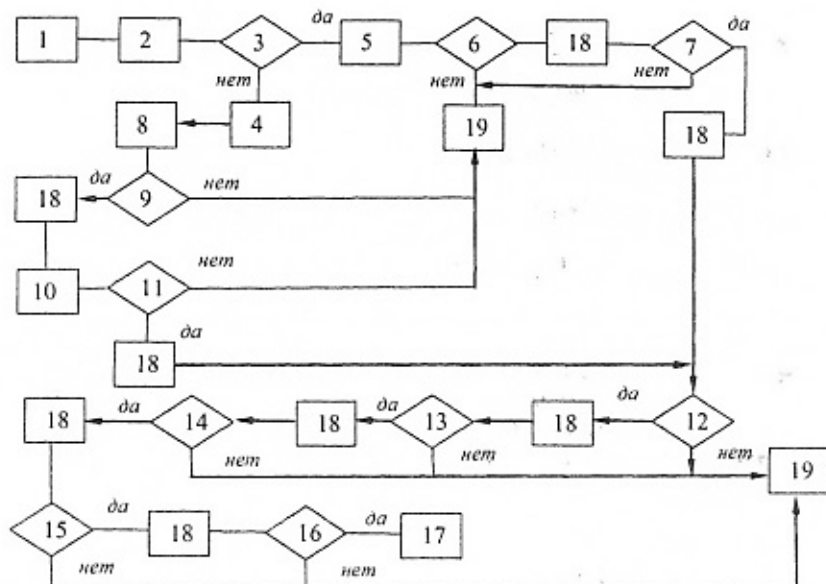 да
да
1 2 3 5 6 18 7
нет
нет
нет
8 4 19 18
да
нет
18 9
нет
10 11
да
18
да
да
да
18 14 18 13 18 12
нет
нет
нет
19
да
да
15 18 16 17
нет
нет